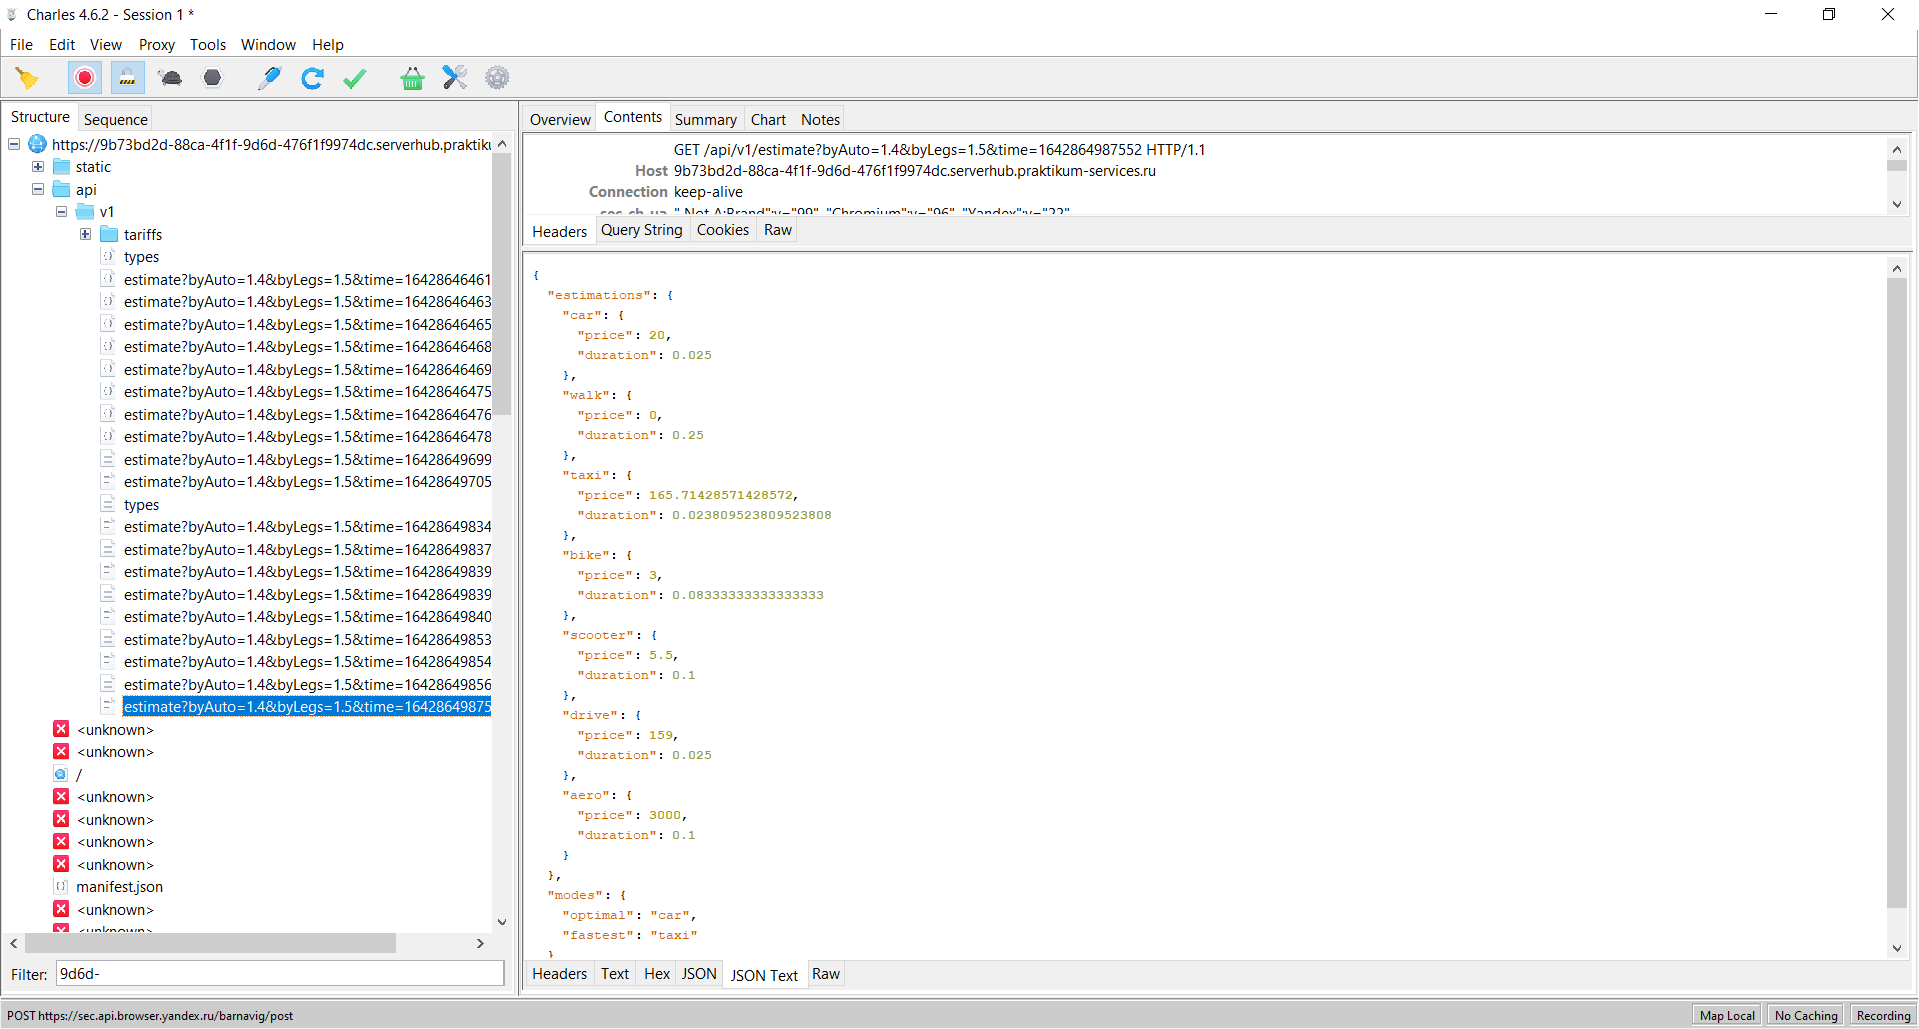 Charles 4.6.2 - Session 1 *
File Edit View Proxy Tools Window Help
Structure Sequence
https://9b73bd2d-88ca-4f1f-9d6d-476f1f9974dc.serverhub.praktiku
static
api
v1
tariffs
types
estimate?byAuto=1.4&byLegs=1.5&time=16428646461
estimate?byAuto=1.4&byLegs=1.5&time=16428646463
estimate?byAuto=1.4&byLegs=1.5&time=16428646465
estimate?byAuto=1.4&byLegs=1.5&time=16428646468
estimate?byAuto=1.4&byLegs=1.5&time=16428646469
estimate?byAuto=1.4&byLegs=1.5&time=16428646475
estimate?byAuto=1.4&byLegs=1.5&time=16428646476
estimate?byAuto=1.4&byLegs=1.5&time=16428646478
estimate?byAuto=1.4&byLegs=1.5&time=16428649699
estimate?byAuto=1.4&byLegs=1.5&time=16428649705
types
estimate?byAuto=1.4&byLegs=1.5&time=16428649834
estimate?byAuto=1.4&byLegs=1.5&time=16428649837
estimate?byAuto=1.4&byLegs=1.5&time=16428649839
estimate?byAuto=1.4&byLegs=1.5&time=16428649839
estimate?byAuto=1.4&byLegs=1.5&time=16428649840
estimate?byAuto=1.4&byLegs=1.5&time=16428649853
estimate?byAuto=1.4&byLegs=1.5&time=16428649854
estimate?byAuto=1.4&byLegs=1.5&time=16428649856
estimate?byAuto=1.4&byLegs=1.5&time=16428649875
<unknown>
<unknown>
/
<unknown>
<unknown>
<unknown>
<unknown>
manifest.json
<unknown>
<unknown>
Filter: 9d6d-
Overview Contents Summary Chart Notes
GET /api/v1/estimate?byAuto=1.4&byLegs=1.5&time=1642864987552 HTTP/1.1
Host 9b73bd2d-88ca-4f1f-9d6d-476f1f9974dc.serverhub.praktikum-services.ru
Connection keep-alive
sec-ch-ua " Not A;Brand";v="99", "Chromium";v="96", "Yandex";v="22"
Headers Query String Cookies Raw
{
"estimations": {
"car": {
"price": 20,
"duration": 0.025
},
"walk": {
"price": 0,
"duration": 0.25
},
"taxi": {
"price": 165.71428571428572,
"duration": 0.023809523809523808
},
"bike": {
"price": 3,
"duration": 0.08333333333333333
},
"scooter": {
"price": 5.5,
"duration": 0.1
},
"drive": {
"price": 159,
"duration": 0.025
},
"aero": {
"price": 3000,
"duration": 0.1
}
},
"modes": {
"optimal": "car",
"fastest": "taxi"
}
Headers Text Hex JSON JSON Text Raw
POST https://sec.api.browser.yandex.ru/barnavig/post
Map Local No Caching Recording